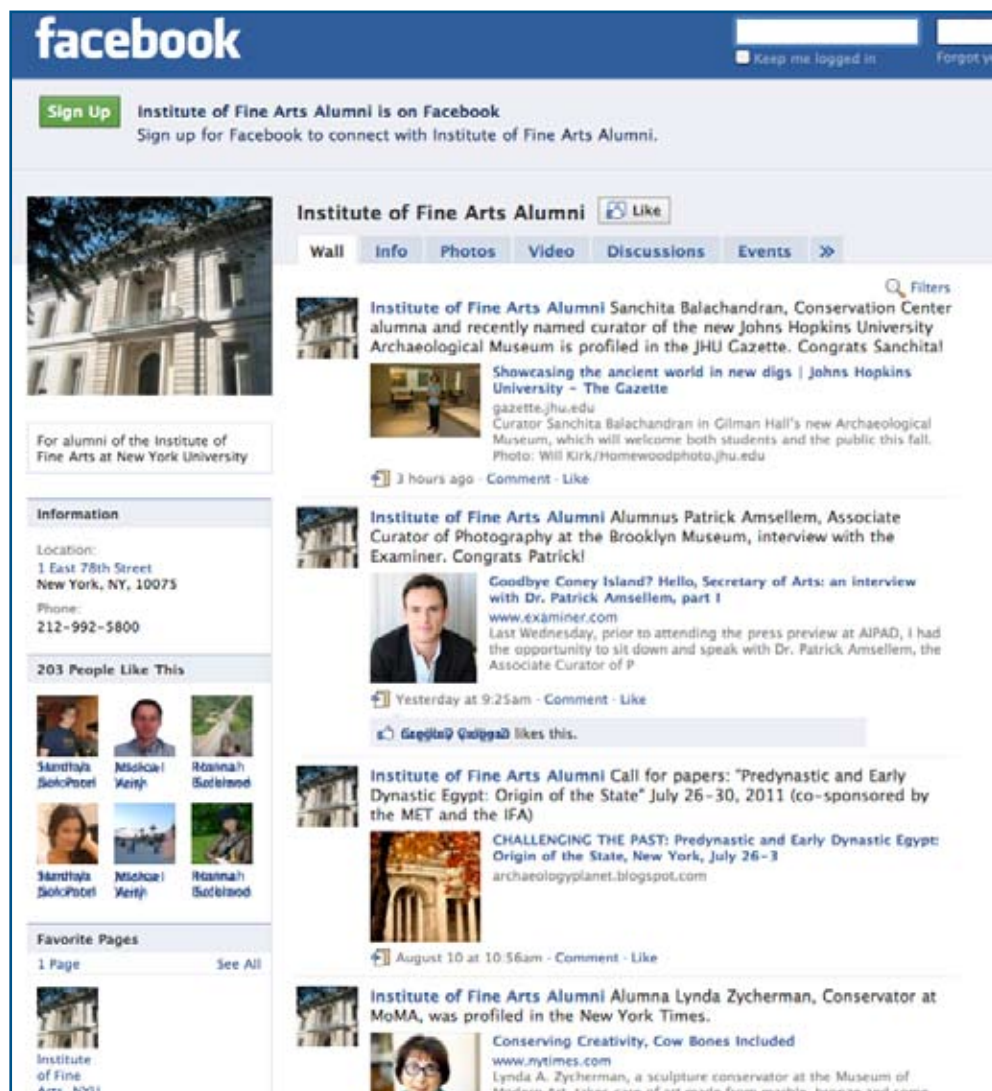 facebook
Keep me logged in
Forgot
Sign Up
Institute of Fine Arts Alumni is on Facebook
Sign up for Facebook to connect with Institute of Fine Arts Alumni.
Institute of Fine Arts Alumni
Like
Wall Info Photos Video Discussions Events »
Filters
For alumni of the Institute of
Fine Arts at New York University
Information
Location:
1 East 78th Street
New York, NY, 10075
Phone:
212-992-5800
203 People Like This
Favorite Pages
1 Page See All
Institute
of Fine
Arts, NYU
Institute of Fine Arts Alumni Sanchita Balachandran, Conservation Center
alumna and recently named curator of the new Johns Hopkins University
Archaeological Museum is profiled in the JHU Gazette. Congrats Sanchita!
Showcasing the ancient world in new digs | Johns Hopkins
University – The Gazette
gazette.jhu.edu
Curator Sanchita Balachandran in Gilman Hall's new Archaeological
Museum, which will welcome both students and the public this fall.
Photo: Will Kirk/Homewoodphoto.jhu.edu
3 hours ago · Comment · Like
Institute of Fine Arts Alumni Alumnus Patrick Amsellem, Associate
Curator of Photography at the Brooklyn Museum, interview with the
Examiner. Congrats Patrick!
Goodbye Coney Island? Hello, Secretary of Arts: an interview
with Dr. Patrick Amsellem, part I
www.examiner.com
Last Wednesday, prior to attending the press preview at AIPAD, I had
the opportunity to sit down and speak with Dr. Patrick Amsellem, the
Associate Curator of P
Yesterday at 9:25am · Comment · Like
likes this.
Institute of Fine Arts Alumni Call for papers: "Predynastic and Early
Dynastic Egypt: Origin of the State" July 26-30, 2011 (co-sponsored by
the MET and the IFA)
CHALLENGING THE PAST: Predynastic and Early Dynastic Egypt:
Origin of the State, New York, July 26-3
archaeologyplanet.blogspot.com
August 10 at 10:56am · Comment · Like
Institute of Fine Arts Alumni Alumna Lynda Zycherman, Conservator at
MoMA, was profiled in the New York Times.
Conserving Creativity, Cow Bones Included
www.nytimes.com
Lynda A. Zycherman, a sculpture conservator at the Museum of